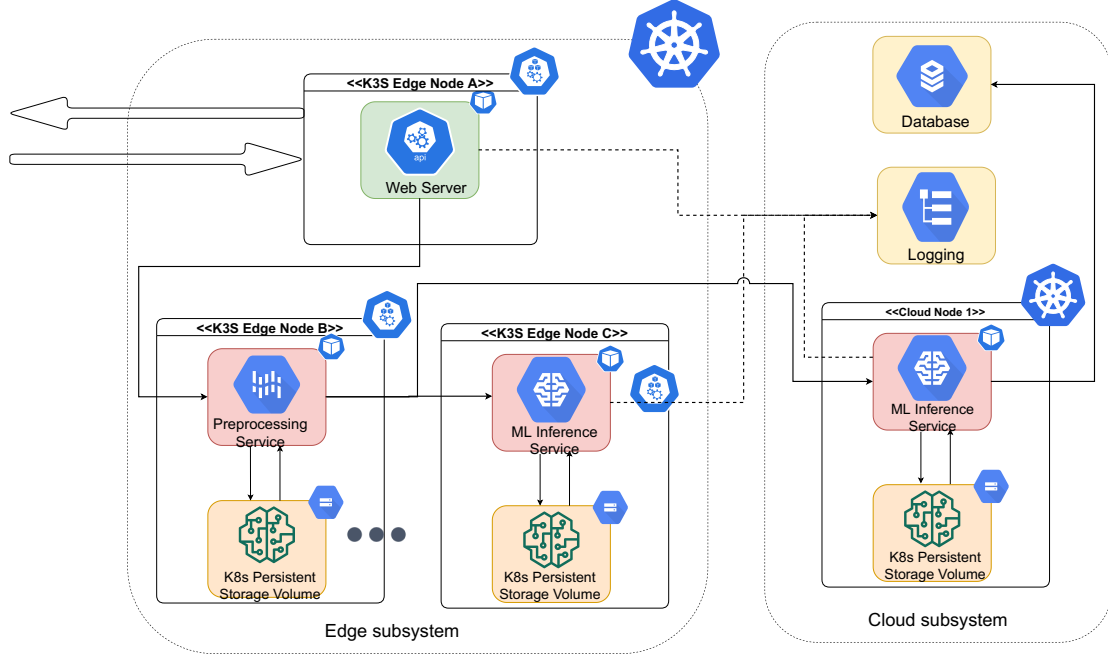 <<K3S Edge Node A>>
api
Web Server
Database
Logging
<<K3S Edge Node B>>
Preprocessing
Service
K8s Persistent
Storage Volume
<<K3S Edge Node C>>
ML Inference
Service
K8s Persistent
Storage Volume
<<Cloud Node 1>>
ML Inference
Service
K8s Persistent
Storage Volume
Edge subsystem
Cloud subsystem